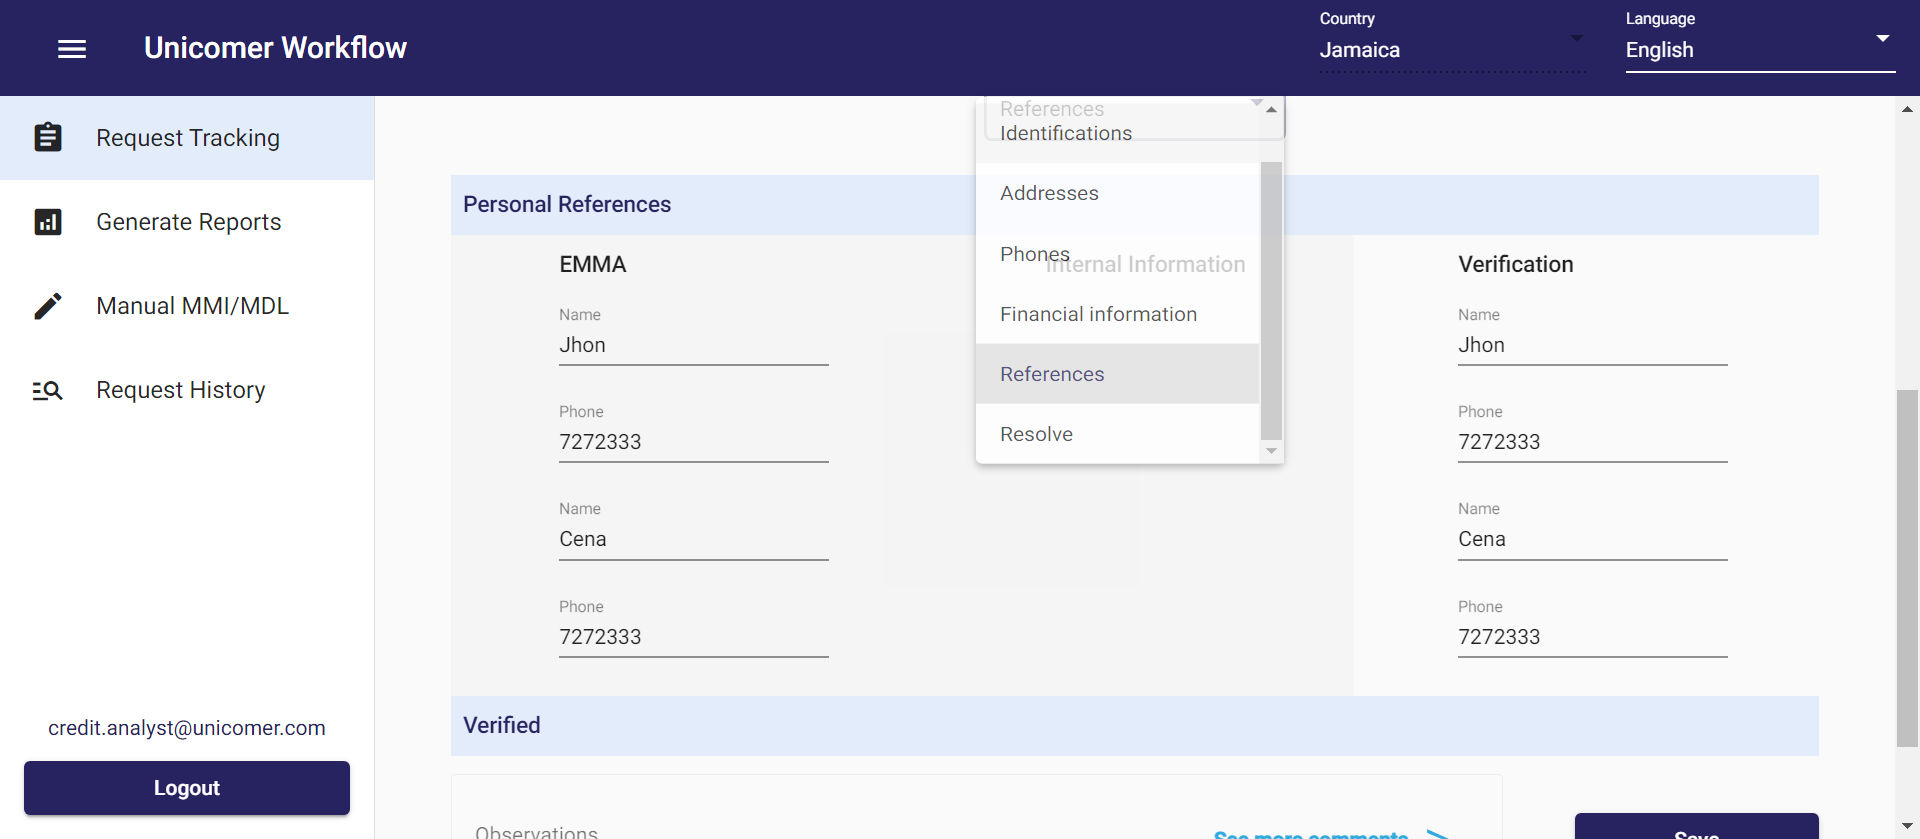 Unicomer Workflow
Country
Jamaica
Language
English
Request Tracking
Generate Reports
Manual MMI/MDL
Request History
credit.analyst@unicomer.com
Logout
References
Identifications
Addresses
Phones
Financial information
References
Resolve
Personal References
EMMA
Internal Information
Verification
Name
Jhon
Phone
7272333
Name
Cena
Phone
7272333
Name
Jhon
Phone
7272333
Name
Cena
Phone
7272333
Verified
Observations
See more comments
Save